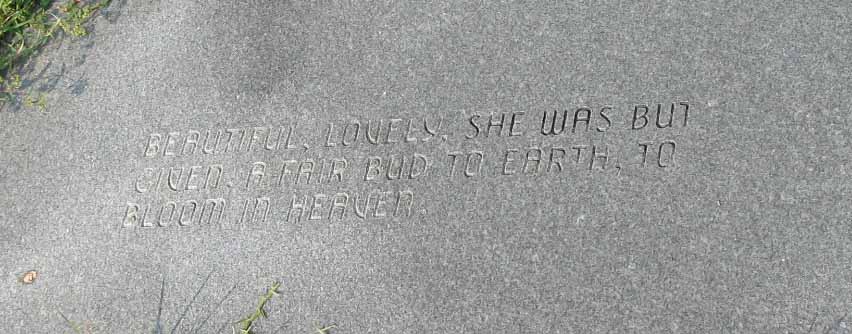 BEAUTIFUL, LOVELY, SHE WAS BUT
GIVEN, A FAIR BUD TO EARTH, TO
BLOOM IN HEAVEN.